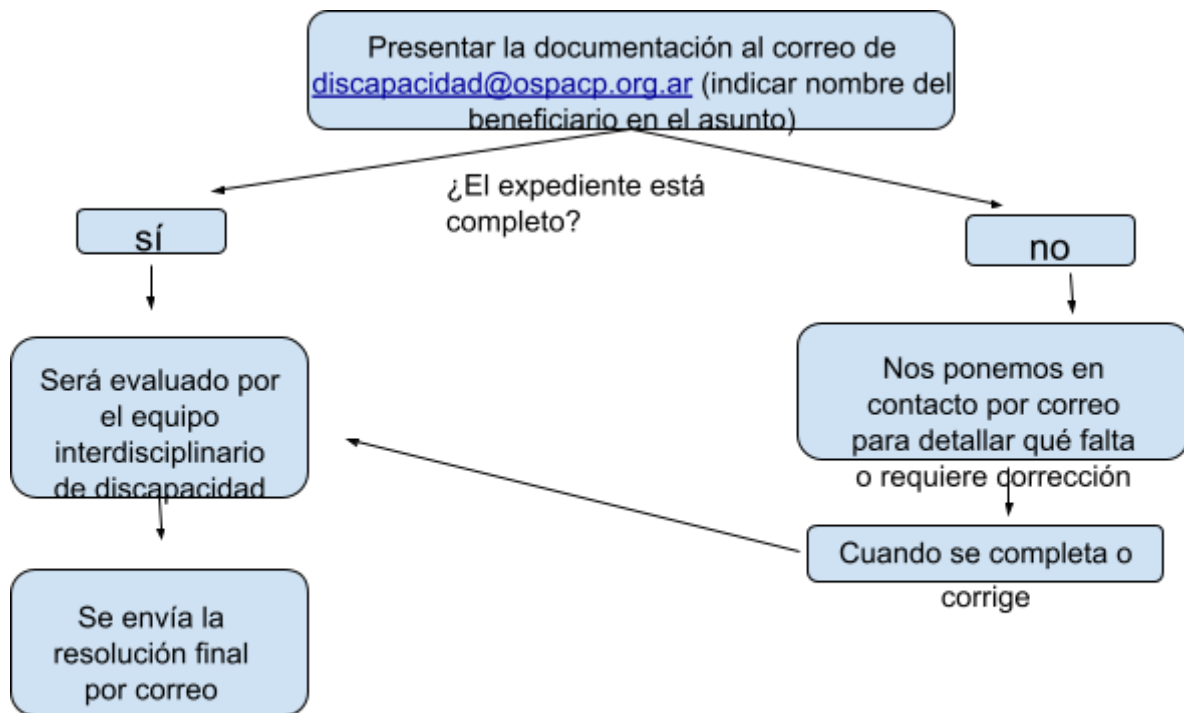 Presentar la documentación al correo de
discapacidad@ospacp.org.ar (indicar nombre del
beneficiario en el asunto)
¿El expediente está
completo?
sí
no
Será evaluado por
el equipo
interdisciplinario
de discapacidad
Nos ponemos en
contacto por correo
para detallar qué falta
o requiere corrección
Cuando se completa o
corrige
Se envía la
resolución final
por correo